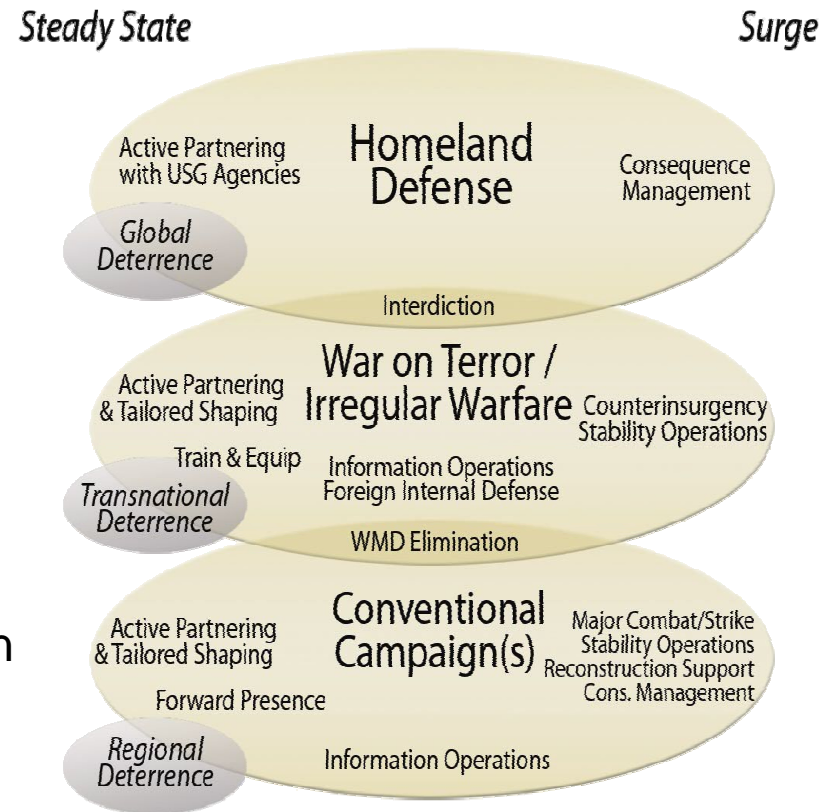 Steady State
Surge
Homeland
Defense
Active Partnering
with USG Agencies
Consequence
Management
Global
Deterrence
Interdiction
War on Terror /
Irregular Warfare
Active Partnering
& Tailored Shaping
Counterinsurgency
Stability Operations
Train & Equip
Information Operations
Foreign Internal Defense
Transnational
Deterrence
WMD Elimination
Conventional
Campaign(s)
Active Partnering
& Tailored Shaping
Major Combat/Strike
Stability Operations
Reconstruction Support
Cons. Management
n
Forward Presence
Regional
Deterrence
Information Operations